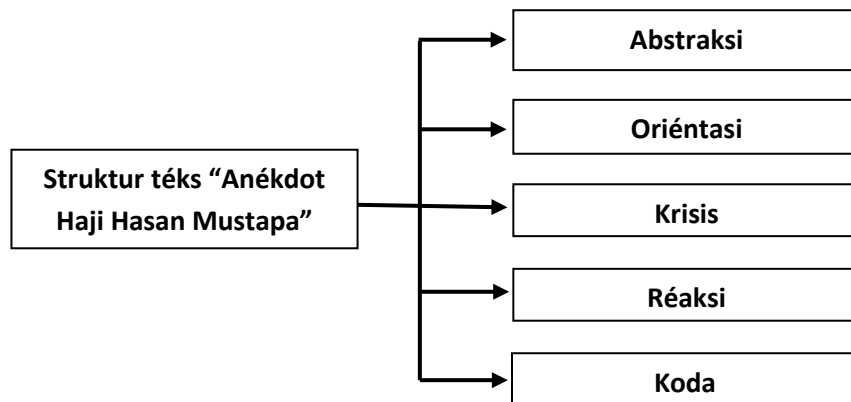 Struktur téks “Anékdot
Haji Hasan Mustapa”
Abstraksi
Oriéntasi
Krisis
Réaksi
Koda